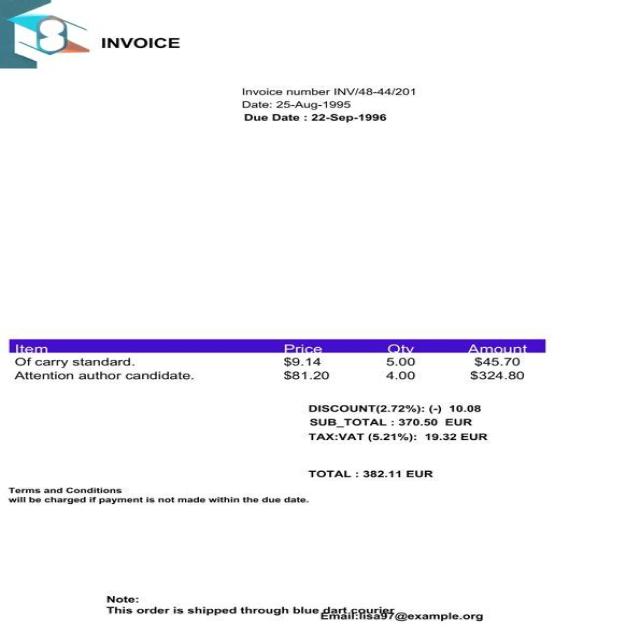 INVOICE
Invoice number INV/48-44/201
Date: 25-Aug-1995
Due Date : 22-Sep-1996
Item Price Qty Amount
Of carry standard. $9.14 5.00 $45.70
Attention author candidate. $81.20 4.00 $324.80
DISCOUNT(2.72%): (-) 10.08
SUB_TOTAL : 370.50 EUR
TAX:VAT (5.21%): 19.32 EUR
TOTAL : 382.11 EUR
Terms and Conditions
will be charged if payment is not made within the due date.
Note:
This order is shipped through blue dart courier
Email:lisa97@example.org